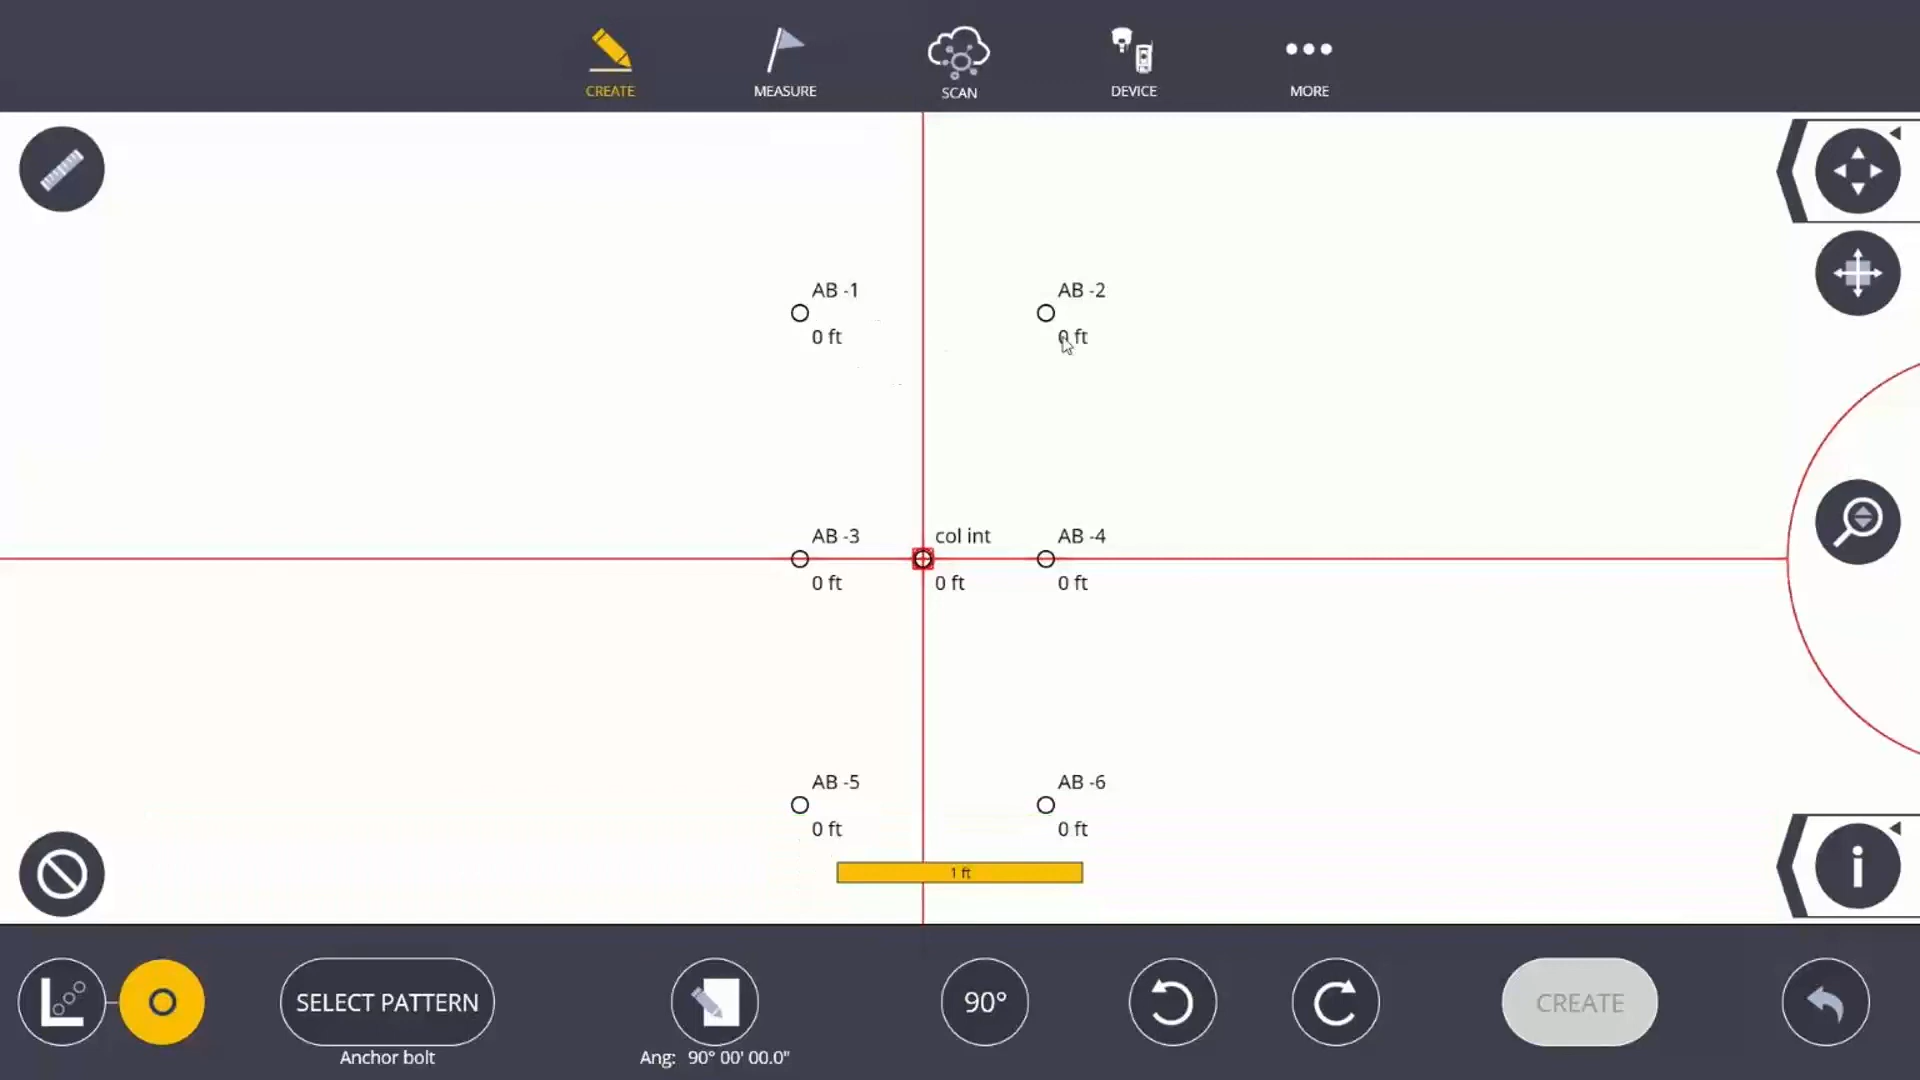 CREATE
MEASURE
SCAN
DEVICE
MORE
AB -1
0 ft
AB -2
0 ft
AB -3
0 ft
col int
0 ft
AB -4
0 ft
AB -5
0 ft
AB -6
0 ft
1 ft
SELECT PATTERN
Anchor bolt
Ang: 90° 00' 00.0"
90°
CREATE